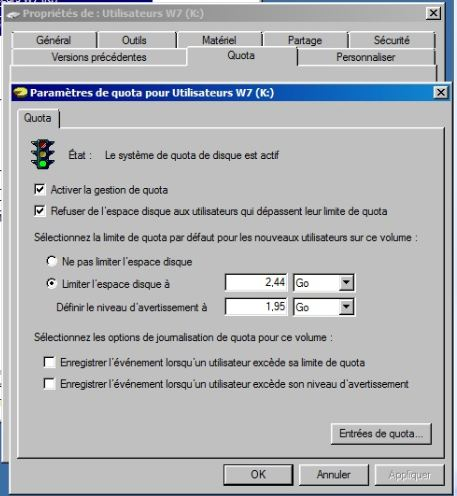 Propriétés de : Utilisateurs W7 (K:)
Général Outils Matériel Partage Sécurité
Versions précédentes Quota Personnaliser
Paramètres de quota pour Utilisateurs W7 (K:)
Quota
État : Le système de quota de disque est actif
Activer la gestion de quota
Refuser de l'espace disque aux utilisateurs qui dépassent leur limite de quota
Sélectionnez la limite de quota par défaut pour les nouveaux utilisateurs sur ce volume :
Ne pas limiter l'espace disque
Limiter l'espace disque à 2,44 Go
Définir le niveau d'avertissement à 1,95 Go
Sélectionnez les options de journalisation de quota pour ce volume :
Enregistrer l'événement lorsqu'un utilisateur excède sa limite de quota
Enregistrer l'événement lorsqu'un utilisateur excède son niveau d'avertissement
Entrées de quota...
OK Annuler Appliquer